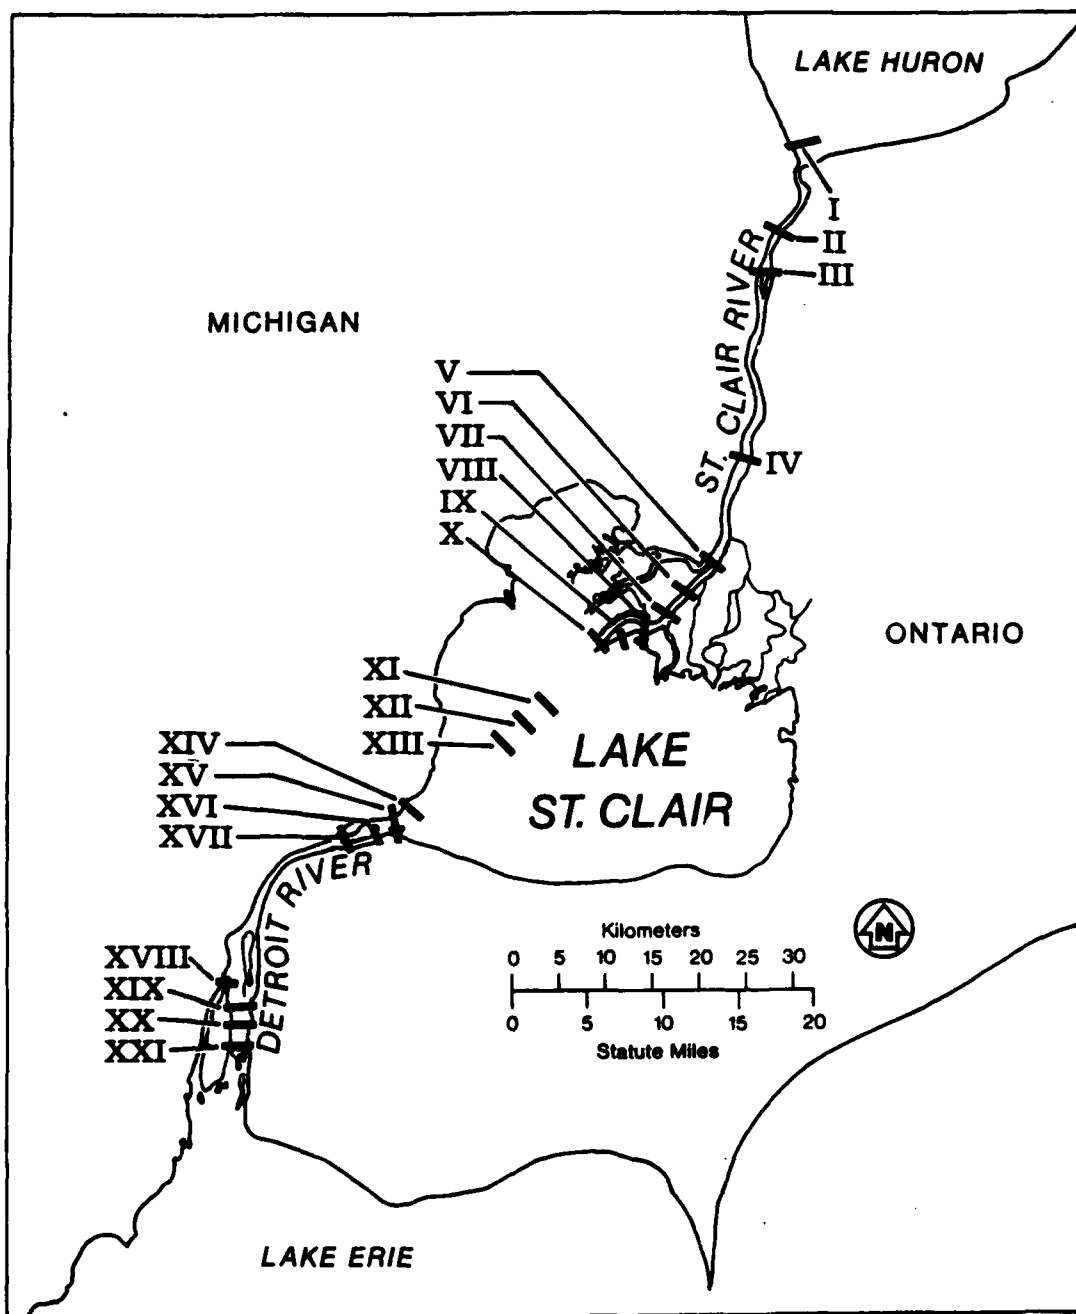 LAKE HURON
I
II
III
ST. CLAIR RIVER
MICHIGAN
V
VI
VII
VIII
IX
X
IV
ONTARIO
XI
XII
XIII
LAKE
ST. CLAIR
XIV
XV
XVI
XVII
DETROIT RIVER
N
Kilometers
0 5 10 15 20 25 30
0 5 10 15 20
Statute Miles
XVIII
XIX
XX
XXI
LAKE ERIE